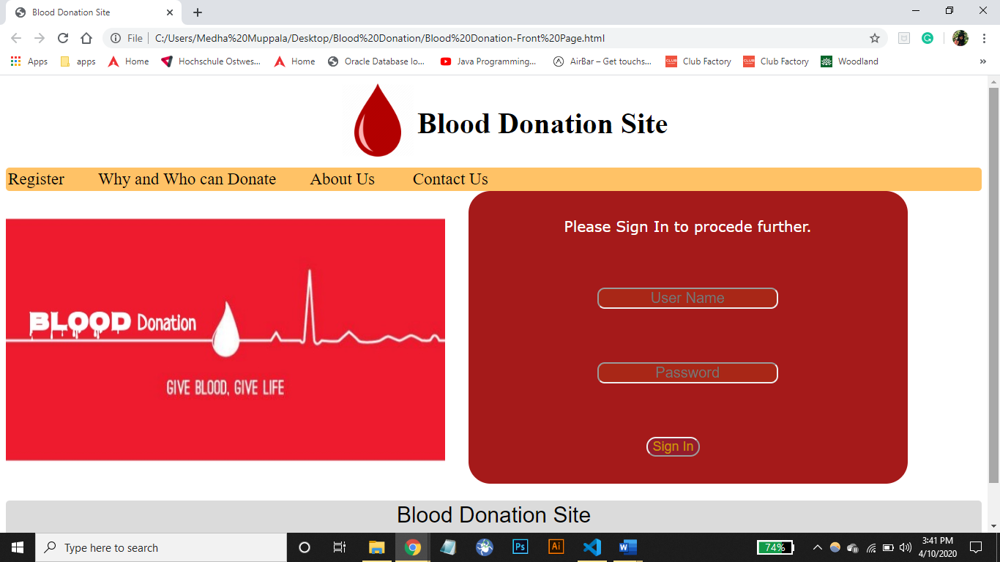 Blood Donation Site
File C:/Users/Medha%20Muppala/Desktop/Blood%20Donation/Blood%20Donation-Front%20Page.html
Apps apps Home Hochschule Ostwes... Home Oracle Database lo... Java Programming... AirBar – Get touchs... CLUB Club Factory CLUB Club Factory Woodland »
Blood Donation Site
Register Why and Who can Donate About Us Contact Us
Please Sign In to procede further.
User Name
BLOOD Donation
Password
GIVE BLOOD, GIVE LIFE
Sign In
Blood Donation Site
Type here to search Ps Ai W 74% 3:41 PM
4/10/2020